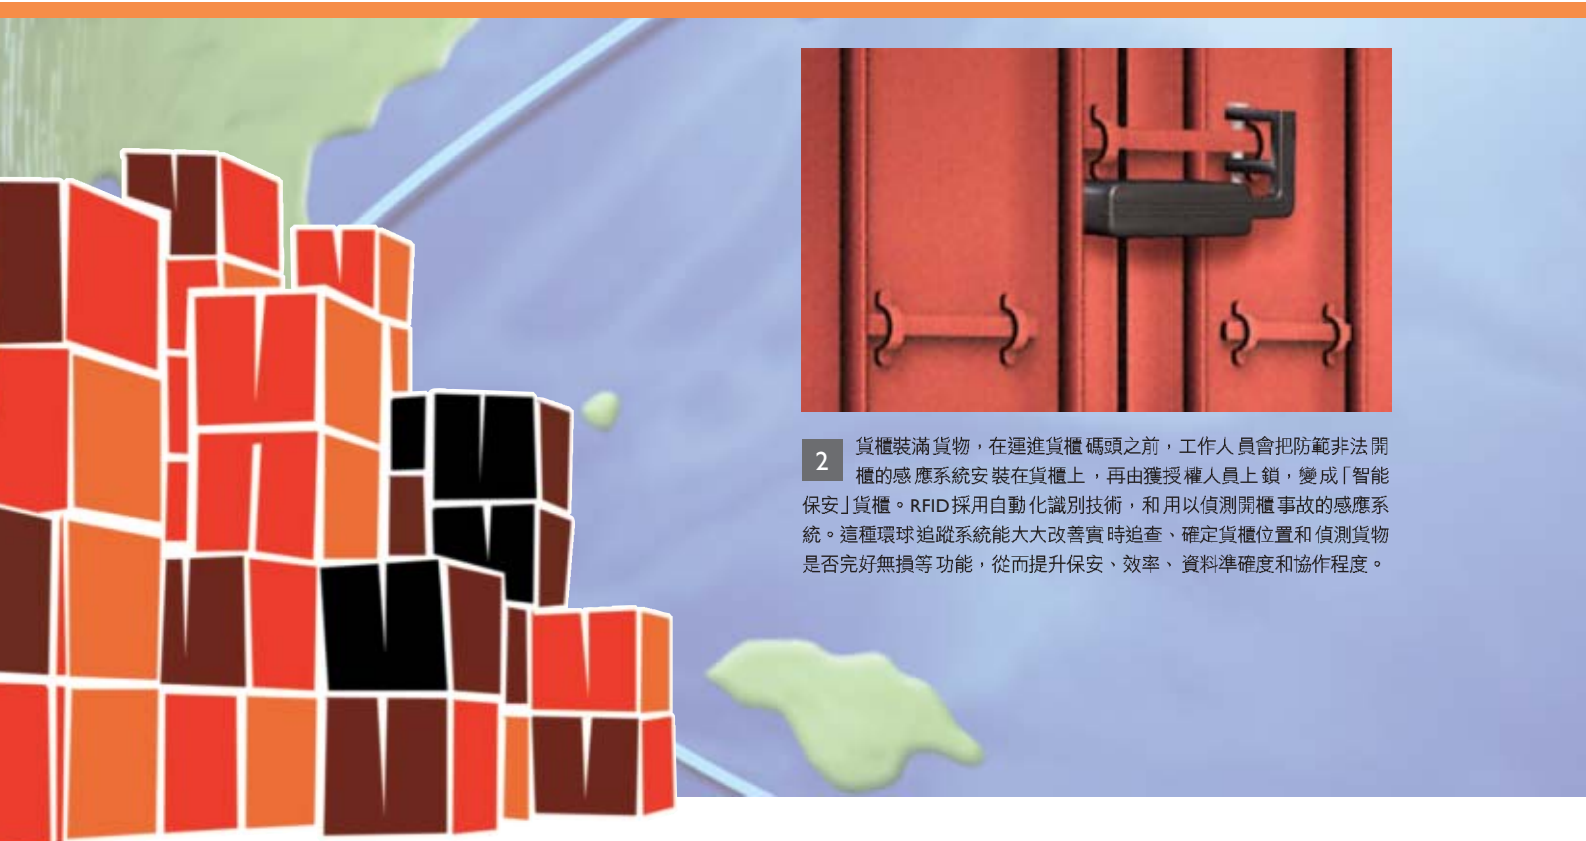 2
貨櫃裝滿貨物，在運進貨櫃碼頭之前，工作人員會把防範非法開
櫃的感應系統安裝在貨櫃上，再由獲授權人員上鎖，變成「智能
保安」貨櫃。RFID採用自動化識別技術，和用以偵測開櫃事故的感應系
統。這種環球追蹤系統能大大改善實時追查、確定貨櫃位置和偵測貨物
是否完好無損等功能，從而提升保安、效率、資料準確度和協作程度。